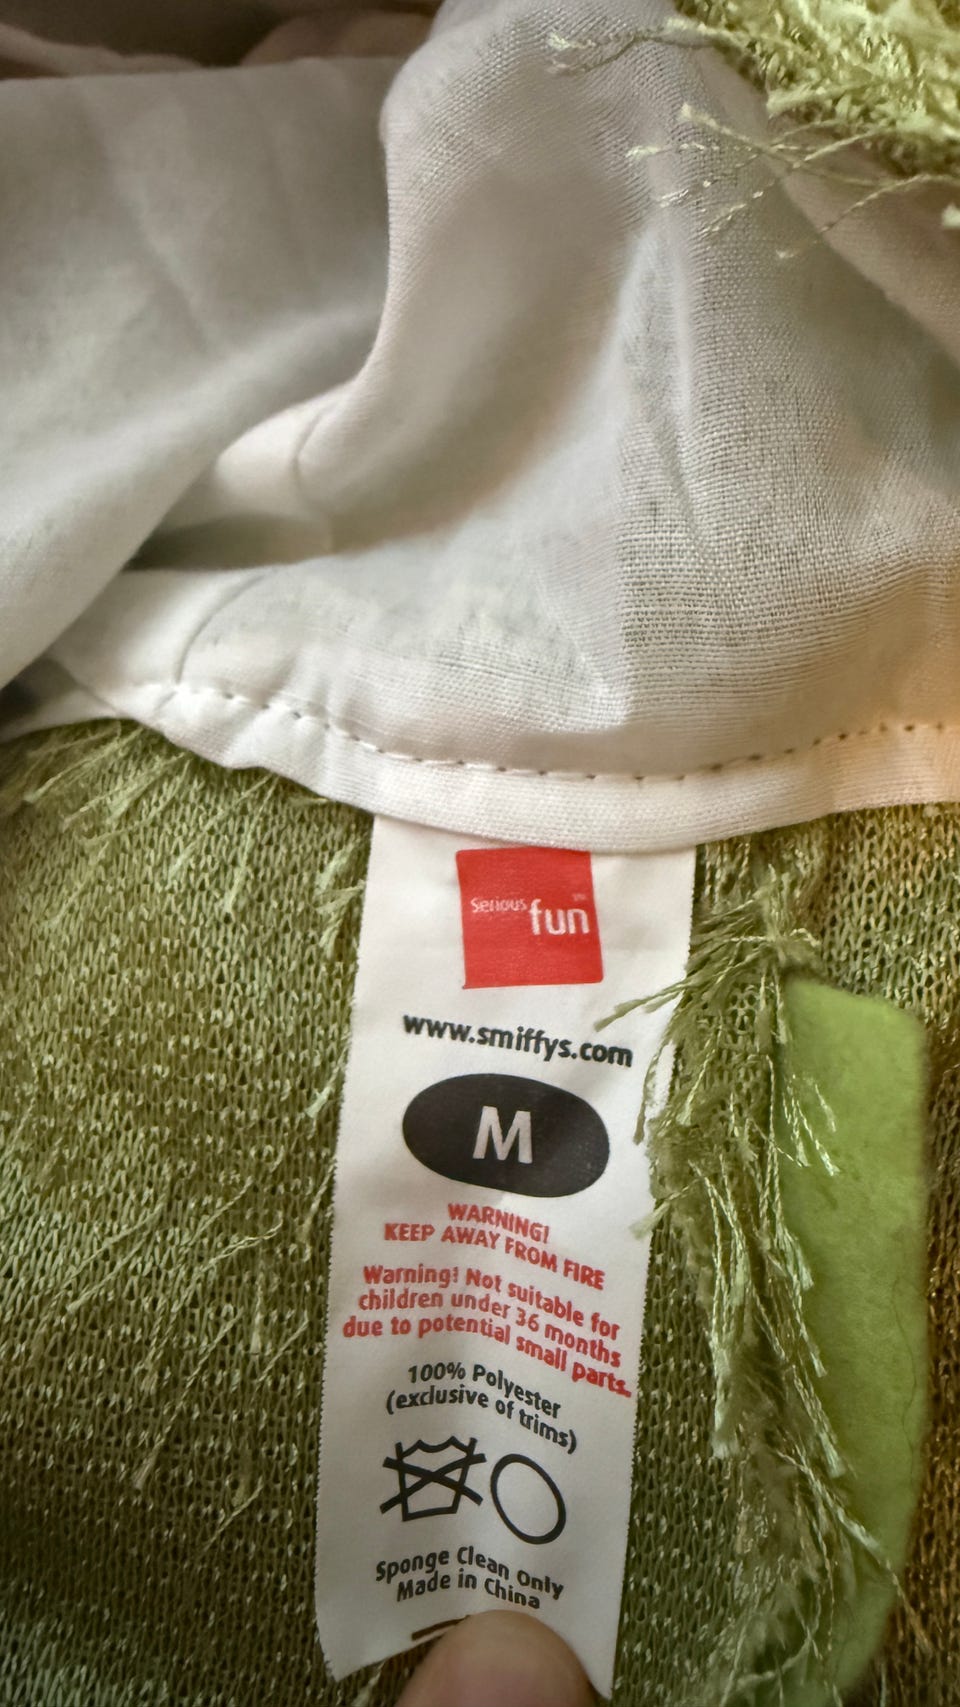 Serious fun™
www.smiffys.com
M
WARNING!
KEEP AWAY FROM FIRE
Warning! Not suitable for
children under 36 months
due to potential small parts.
100% Polyester
(exclusive of trims)
Sponge Clean Only
Made in China